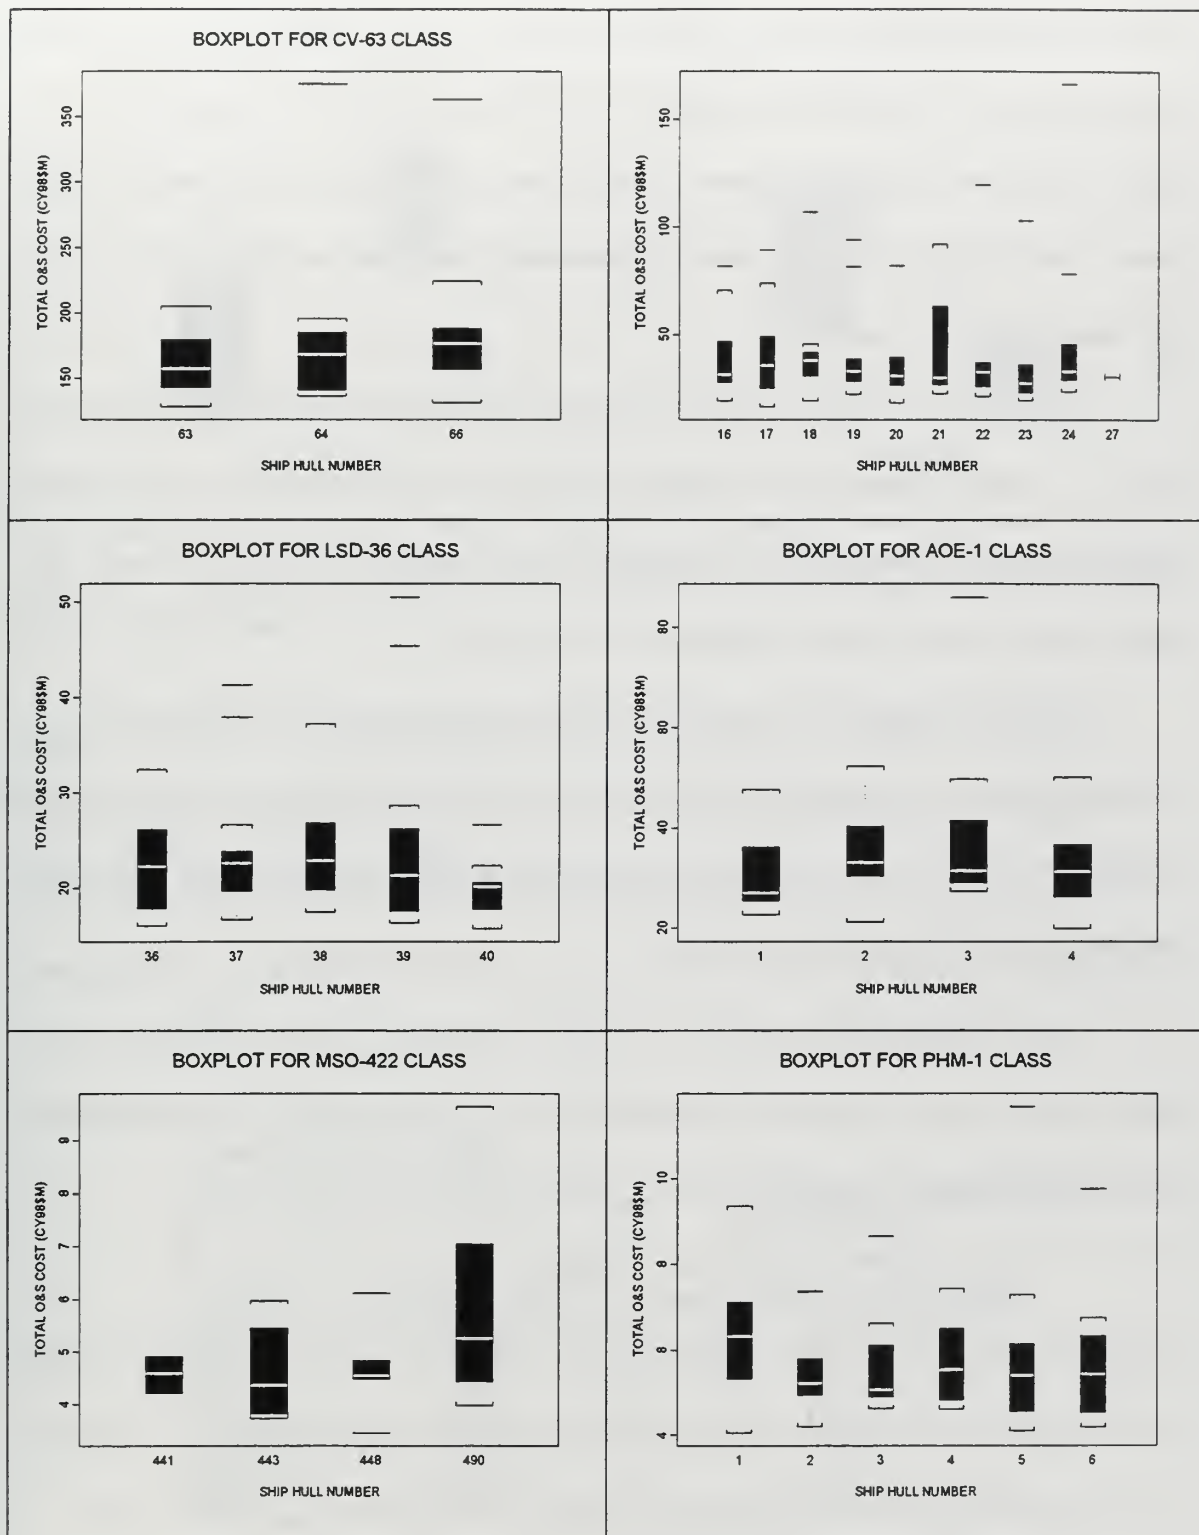 BOXPLOT FOR CV-63 CLASS
TOTAL O&S COST (CY98$M)
350
300
250
200
150
63 64 66
SHIP HULL NUMBER
TOTAL O&S COST (CY98$M)
150
100
50
16 17 18 19 20 21 22 23 24 27
SHIP HULL NUMBER
BOXPLOT FOR LSD-36 CLASS
TOTAL O&S COST (CY98$M)
50
40
30
20
36 37 38 39 40
SHIP HULL NUMBER
BOXPLOT FOR AOE-1 CLASS
TOTAL O&S COST (CY98$M)
80
60
40
20
1 2 3 4
SHIP HULL NUMBER
BOXPLOT FOR MSO-422 CLASS
TOTAL O&S COST (CY98$M)
9
8
7
6
5
4
441 443 448 490
SHIP HULL NUMBER
BOXPLOT FOR PHM-1 CLASS
TOTAL O&S COST (CY98$M)
10
8
6
4
1 2 3 4 5 6
SHIP HULL NUMBER